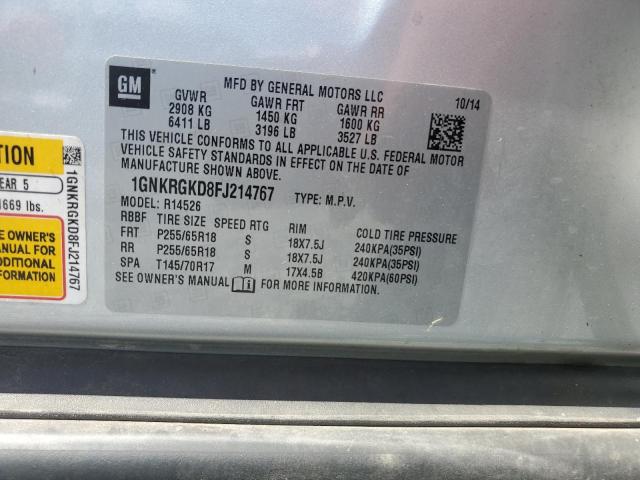 GM
MFD BY GENERAL MOTORS LLC
GVWR GAWR FRT GAWR RR 10/14
2908 KG 1450 KG 1600 KG
6411 LB 3196 LB 3527 LB
THIS VEHICLE CONFORMS TO ALL APPLICABLE U.S. FEDERAL MOTOR
VEHICLE SAFETY STANDARDS IN EFFECT ON THE DATE OF
MANUFACTURE SHOWN ABOVE.
1GNKRGKD8FJ214767 TYPE: M.P.V.
MODEL: R14526
RBBF TIRE SIZE SPEED RTG RIM COLD TIRE PRESSURE
FRT P255/65R18 S 18X7.5J 240KPA(35PSI)
RR P255/65R18 S 18X7.5J 240KPA(35PSI)
SPA T145/70R17 M 17X4.5B 420KPA(60PSI)
SEE OWNER'S MANUAL FOR MORE INFORMATION.
TION
EAR 5
669 lbs.
E OWNER'S
ANUAL FOR
DDITIONAL
ORMATION
1GNKRGKD8FJ214767